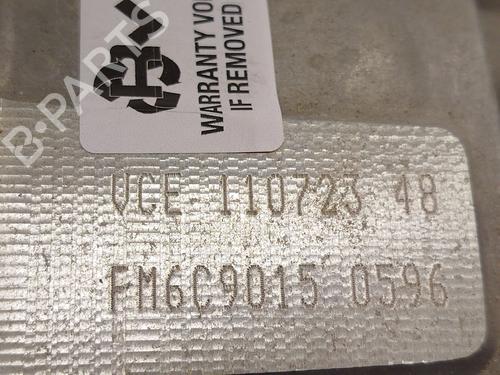 B-PARTS
WARRANTY VO
IF REMOVED
VCE 110723 48
FM6C9015 0596